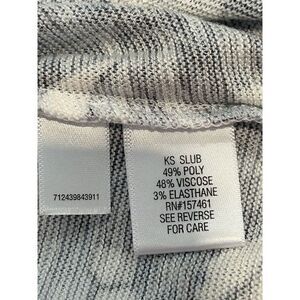 712439843911
KS SLUB
49% POLY
48% VISCOSE
3% ELASTHANE
RN#157461
SEE REVERSE
FOR CARE